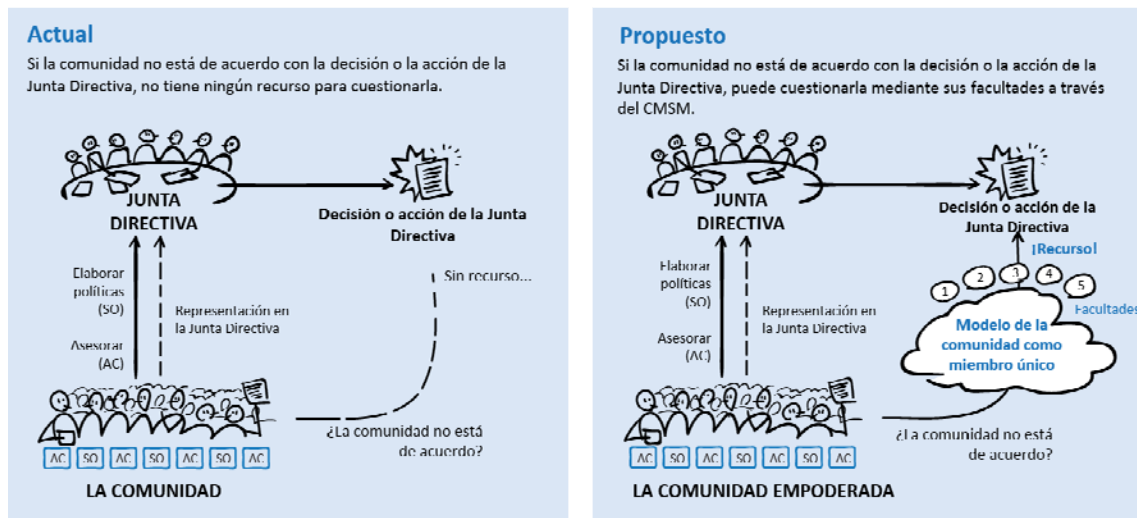 Actual
Si la comunidad no está de acuerdo con la decisión o la acción de la
Junta Directiva, no tiene ningún recurso para cuestionarla.
JUNTA
DIRECTIVA
Decisión o acción de la Junta
Directiva
Elaborar
políticas
(SO)
Asesorar
(AC)
Representación en
la Junta Directiva
Sin recurso...
¿La comunidad no está
de acuerdo?
AC SO AC SO AC SO AC
LA COMUNIDAD
Propuesto
Si la comunidad no está de acuerdo con la decisión o la acción de la
Junta Directiva, puede cuestionarla mediante sus facultades a través
del CMSM.
JUNTA
DIRECTIVA
Decisión o acción de la
Junta Directiva
¡Recurso!
1 2 3 4 5
Facultades
Modelo de la
comunidad como
miembro único
Elaborar
políticas
(SO)
Asesorar
(AC)
Representación en
la Junta Directiva
¿La comunidad no está
de acuerdo?
AC SO AC SO AC SO AC
LA COMUNIDAD EMPODERADA